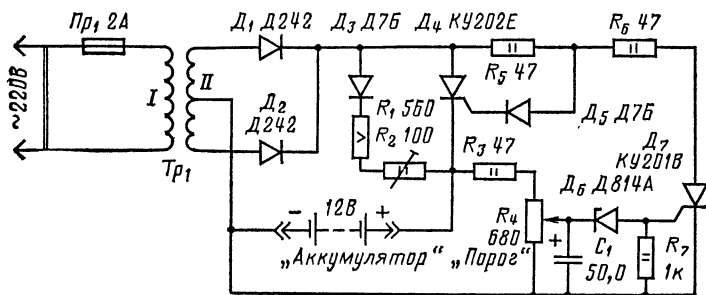 Пр₁ 2А
Д₁ Д242
Д₃ Д7Б
Д₄ КУ202Е
R₆ 47
R₅ 47
~220В
I
II
Д₂
Д242
Тр₁
R₁ 560
R₂ 100
R₃ 47
Д₅ Д7Б
Д₇
КУ201В
Д₆ Д814А
− 12В +
R₄
680
„Аккумулятор“
„Порог“
+
C₁
50,0
R₇
1к